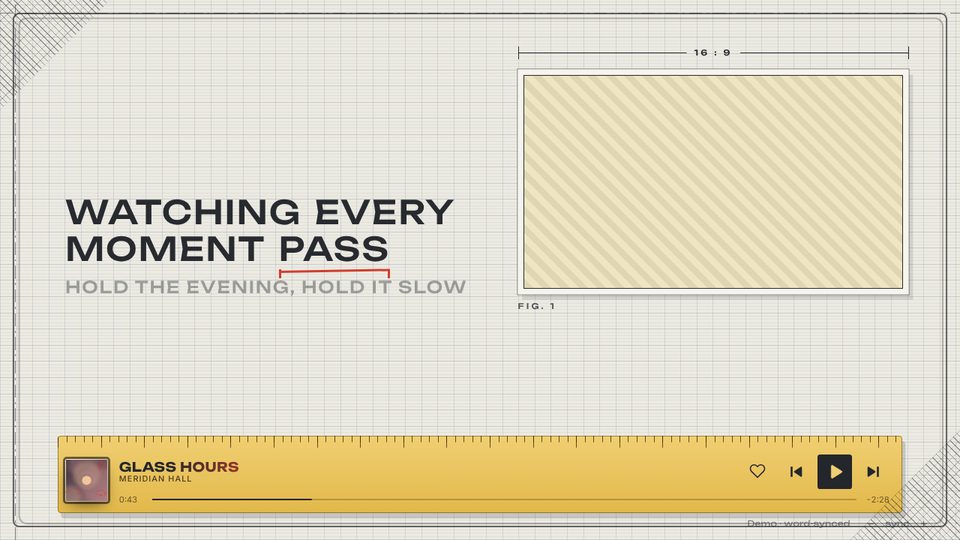 16 : 9
WATCHING EVERY
MOMENT PASS
HOLD THE EVENING, HOLD IT SLOW
FIG. 1
GLASS HOURS
MERIDIAN HALL
0:43
-2:28
Demo · word-synced
− sync +